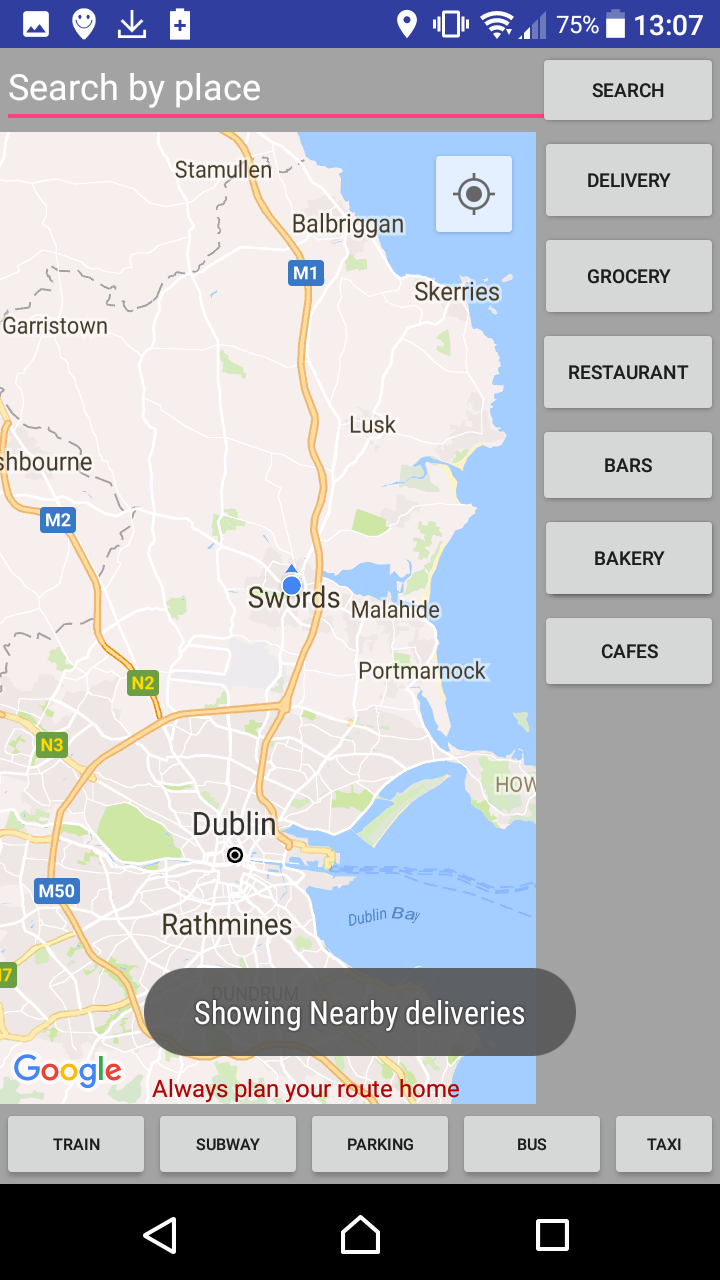 75% 13:07
Search by place
SEARCH
DELIVERY
GROCERY
RESTAURANT
BARS
BAKERY
CAFES
Stamullen
Balbriggan
M1
Skerries
Garristown
Lusk
shbourne
M2
Swords
Malahide
Portmarnock
N2
N3
HOW
Dublin
M50
Dublin Bay
Rathmines
DUNDRUM
Showing Nearby deliveries
Google
Always plan your route home
TRAIN
SUBWAY
PARKING
BUS
TAXI